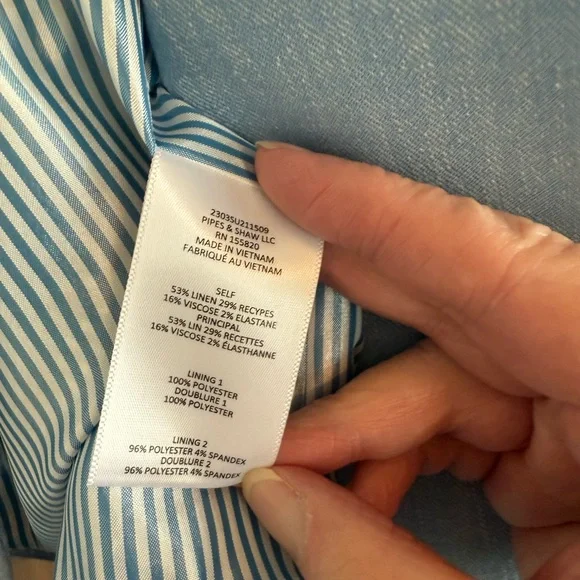 2303SU211509
PIPES & SHAW LLC
RN 155820
MADE IN VIETNAM
FABRIQUÉ AU VIETNAM
SELF
53% LINEN 29% RECYPES
16% VISCOSE 2% ELASTANE
PRINCIPAL
53% LIN 29% RECETTES
16% VISCOSE 2% ÉLASTHANNE
LINING 1
100% POLYESTER
DOUBLURE 1
100% POLYESTER
LINING 2
96% POLYESTER 4% SPANDEX
DOUBLURE 2
96% POLYESTER 4% SPANDEX